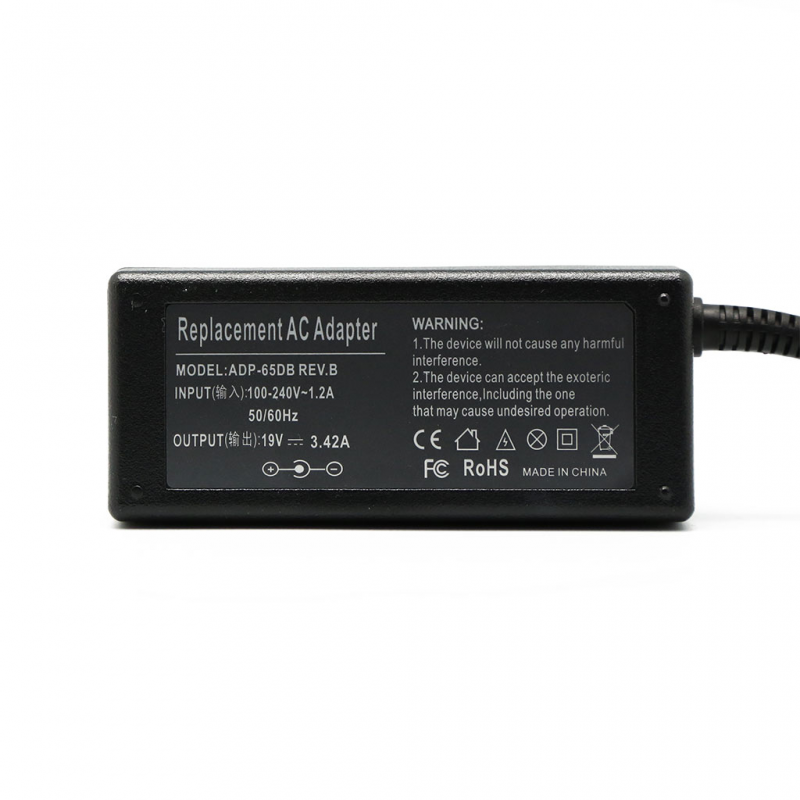 Replacement AC Adapter
MODEL:ADP-65DB REV.B
INPUT(输入):100-240V~1.2A
50/60Hz
OUTPUT(输出):19V⎓3.42A
WARNING:
1.The device will not cause any harmful
interference.
2.The device can accept the exoteric
interference,Including the one
that may cause undesired operation.
CE
FC RoHS MADE IN CHINA